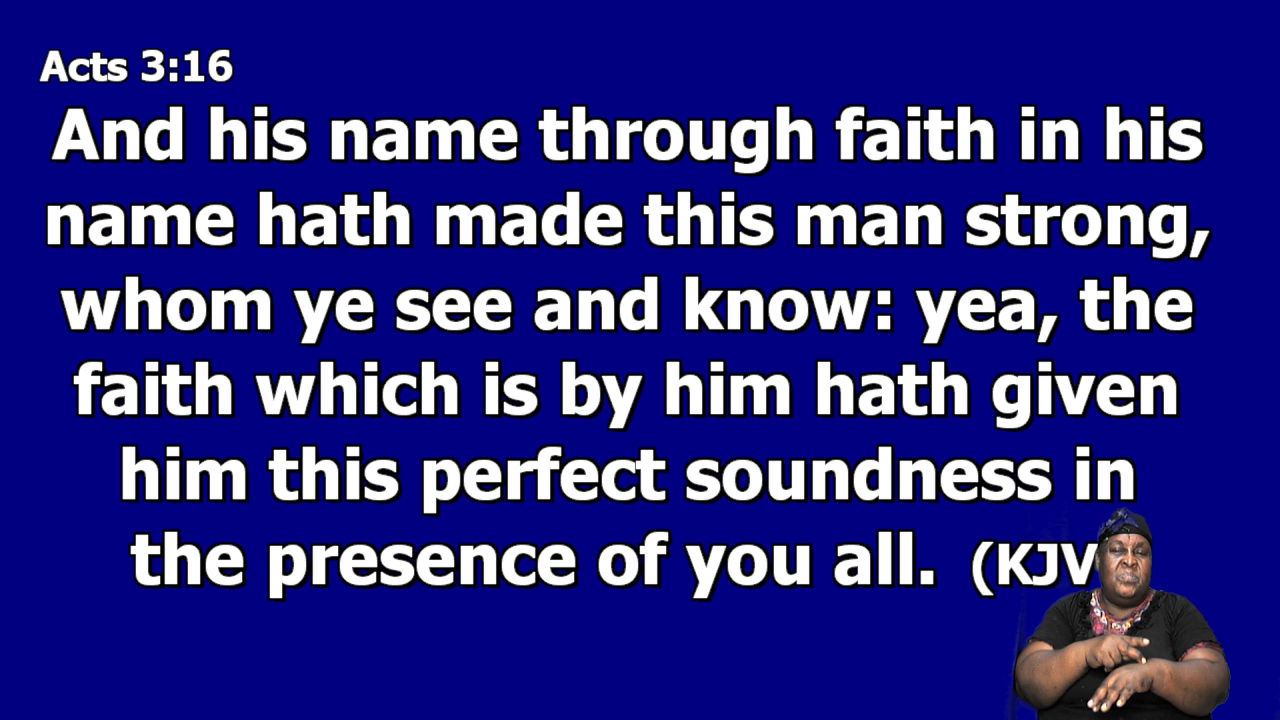 Acts 3:16
And his name through faith in his
name hath made this man strong,
whom ye see and know: yea, the
faith which is by him hath given
him this perfect soundness in
the presence of you all. (KJV